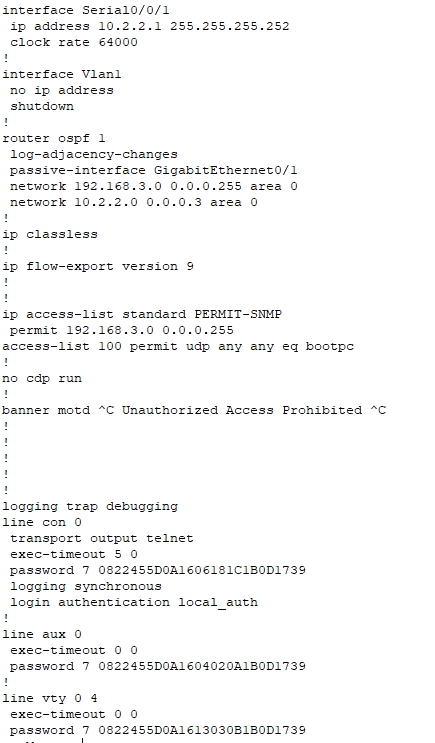 interface Serial0/0/1
 ip address 10.2.2.1 255.255.255.252
 clock rate 64000
!
interface Vlan1
 no ip address
 shutdown
!
router ospf 1
 log-adjacency-changes
 passive-interface GigabitEthernet0/1
 network 192.168.3.0 0.0.0.255 area 0
 network 10.2.2.0 0.0.0.3 area 0
!
ip classless
!
ip flow-export version 9
!
!
ip access-list standard PERMIT-SNMP
 permit 192.168.3.0 0.0.0.255
access-list 100 permit udp any any eq bootpc
!
no cdp run
!
banner motd ^C Unauthorized Access Prohibited ^C
!
!
!
!
!
logging trap debugging
line con 0
 transport output telnet
 exec-timeout 5 0
 password 7 0822455D0A1606181C1B0D1739
 logging synchronous
 login authentication local_auth
!
line aux 0
 exec-timeout 0 0
 password 7 0822455D0A1604020A1B0D1739
!
line vty 0 4
 exec-timeout 0 0
 password 7 0822455D0A1613030B1B0D1739